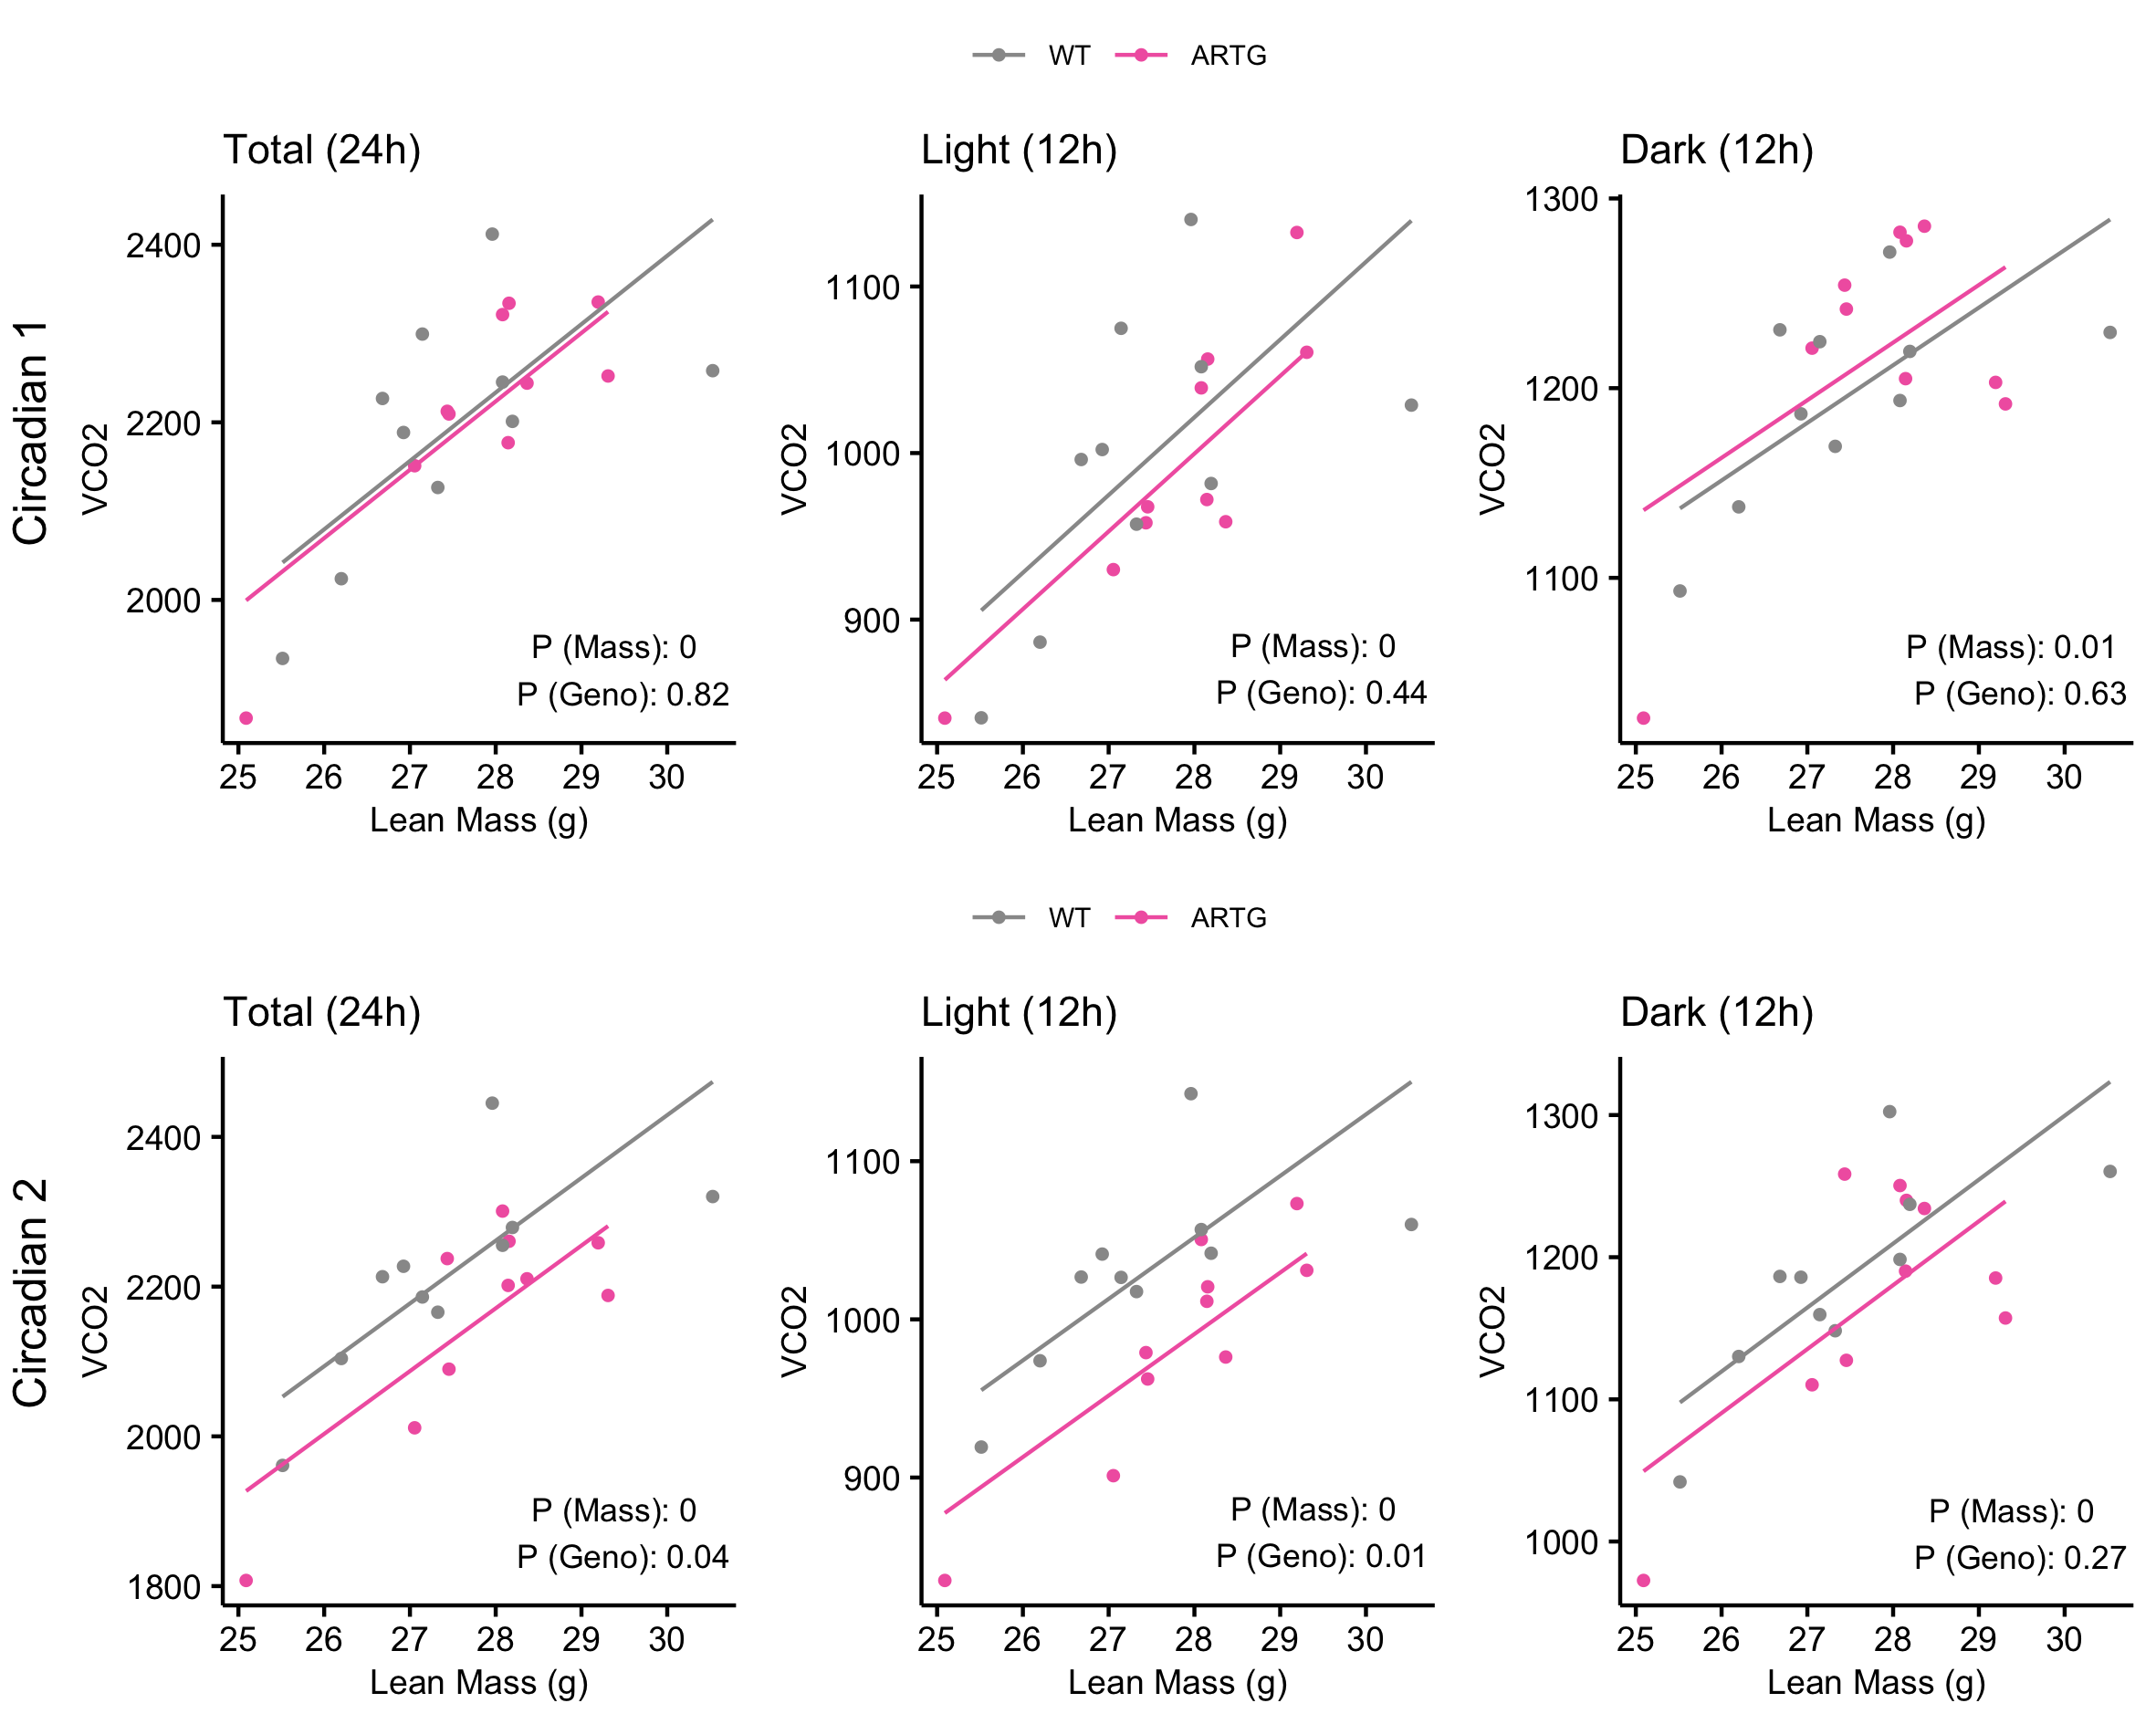 WT ARTG
Circadian 1
Total (24h)
VCO2
2400
2200
2000
P (Mass): 0
P (Geno): 0.82
25 26 27 28 29 30
Lean Mass (g)
Light (12h)
VCO2
1100
1000
900
P (Mass): 0
P (Geno): 0.44
25 26 27 28 29 30
Lean Mass (g)
Dark (12h)
VCO2
1300
1200
1100
P (Mass): 0.01
P (Geno): 0.63
25 26 27 28 29 30
Lean Mass (g)
WT ARTG
Circadian 2
Total (24h)
VCO2
2400
2200
2000
1800
P (Mass): 0
P (Geno): 0.04
25 26 27 28 29 30
Lean Mass (g)
Light (12h)
VCO2
1100
1000
900
P (Mass): 0
P (Geno): 0.01
25 26 27 28 29 30
Lean Mass (g)
Dark (12h)
VCO2
1300
1200
1100
1000
P (Mass): 0
P (Geno): 0.27
25 26 27 28 29 30
Lean Mass (g)